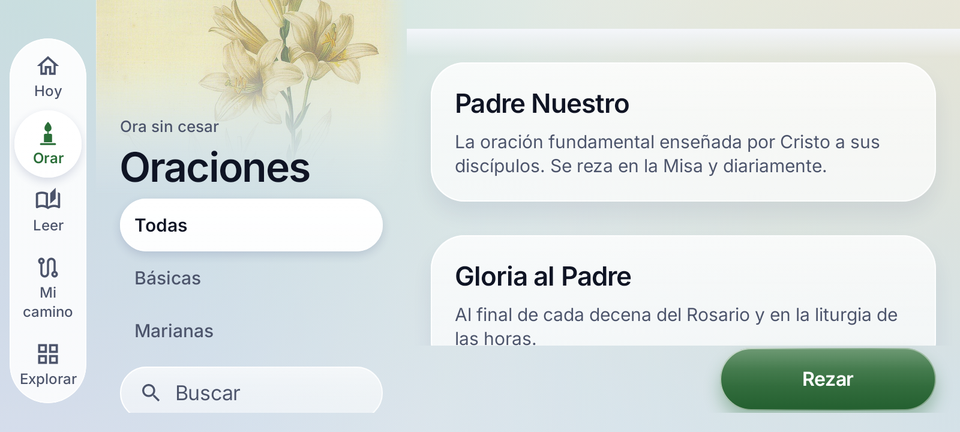 Hoy
Orar
Leer
Mi
camino
Explorar
Ora sin cesar
Oraciones
Todas
Básicas
Marianas
Buscar
Padre Nuestro
La oración fundamental enseñada por Cristo a sus
discípulos. Se reza en la Misa y diariamente.
Gloria al Padre
Al final de cada decena del Rosario y en la liturgia de
las horas.
Rezar